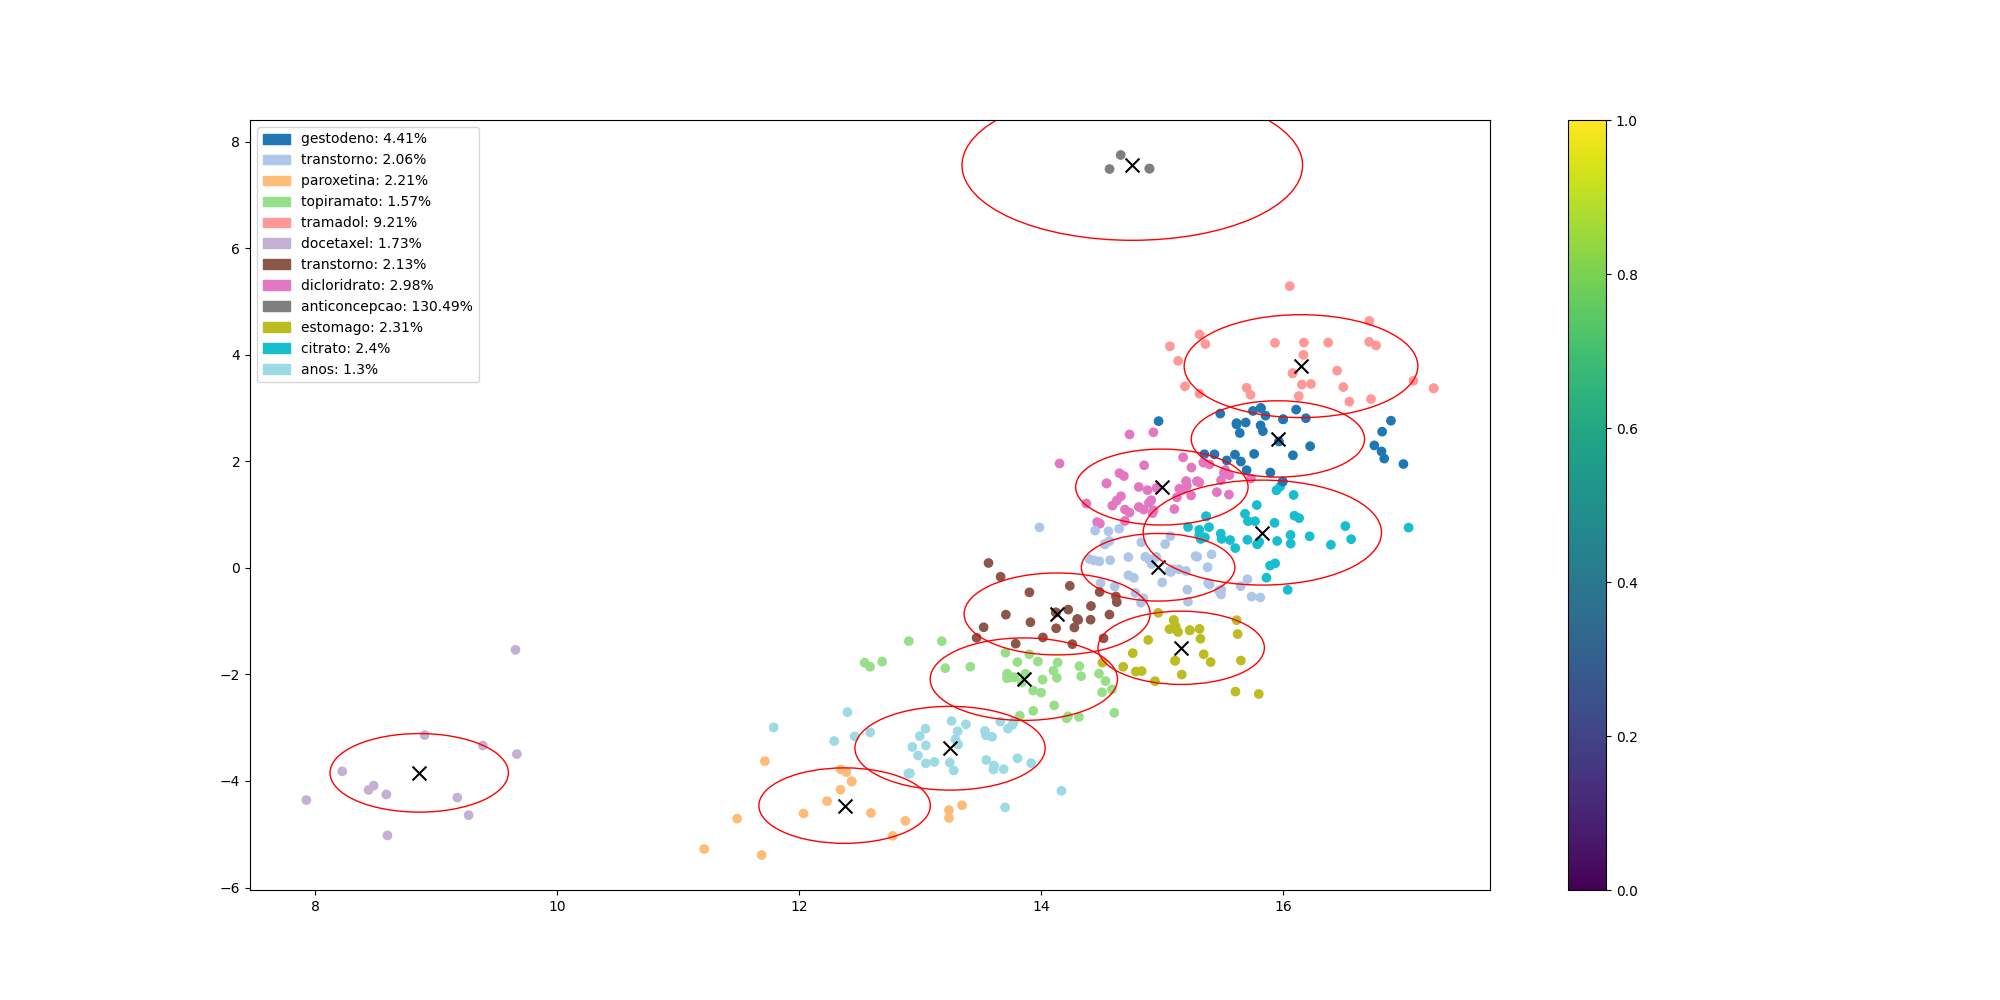 gestodeno: 4.41%
transtorno: 2.06%
paroxetina: 2.21%
topiramato: 1.57%
tramadol: 9.21%
docetaxel: 1.73%
transtorno: 2.13%
dicloridrato: 2.98%
anticoncepcao: 130.49%
estomago: 2.31%
citrato: 2.4%
anos: 1.3%
8
6
4
2
0
−2
−4
−6
8 10 12 14 16
1.0
0.8
0.6
0.4
0.2
0.0